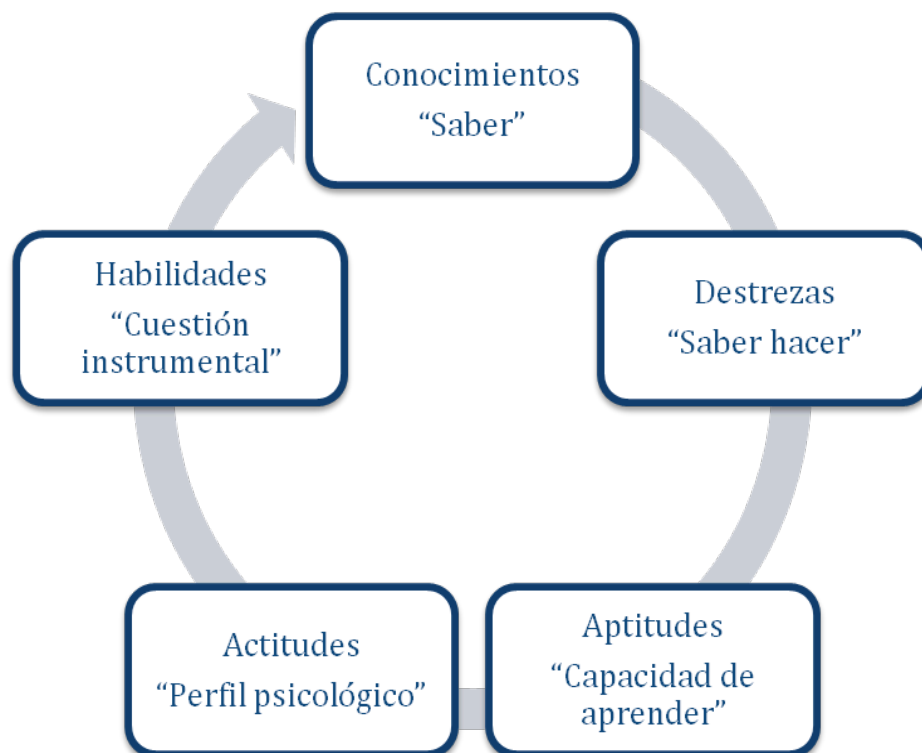 Conocimientos
“Saber”
Destrezas
“Saber hacer”
Aptitudes
“Capacidad de
aprender”
Actitudes
“Perfil psicológico”
Habilidades
“Cuestión
instrumental”